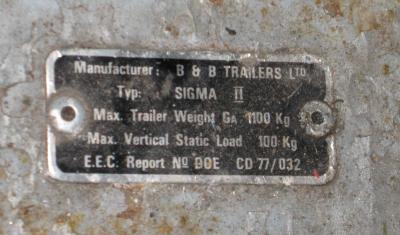 Manufacturer: B & B TRAILERS LTD
Typ: SIGMA II
Max. Trailer Weight GA 1100 Kg
Max. Vertical Static Load 100 Kg
E.E.C. Report Nº DOE CD 77/032